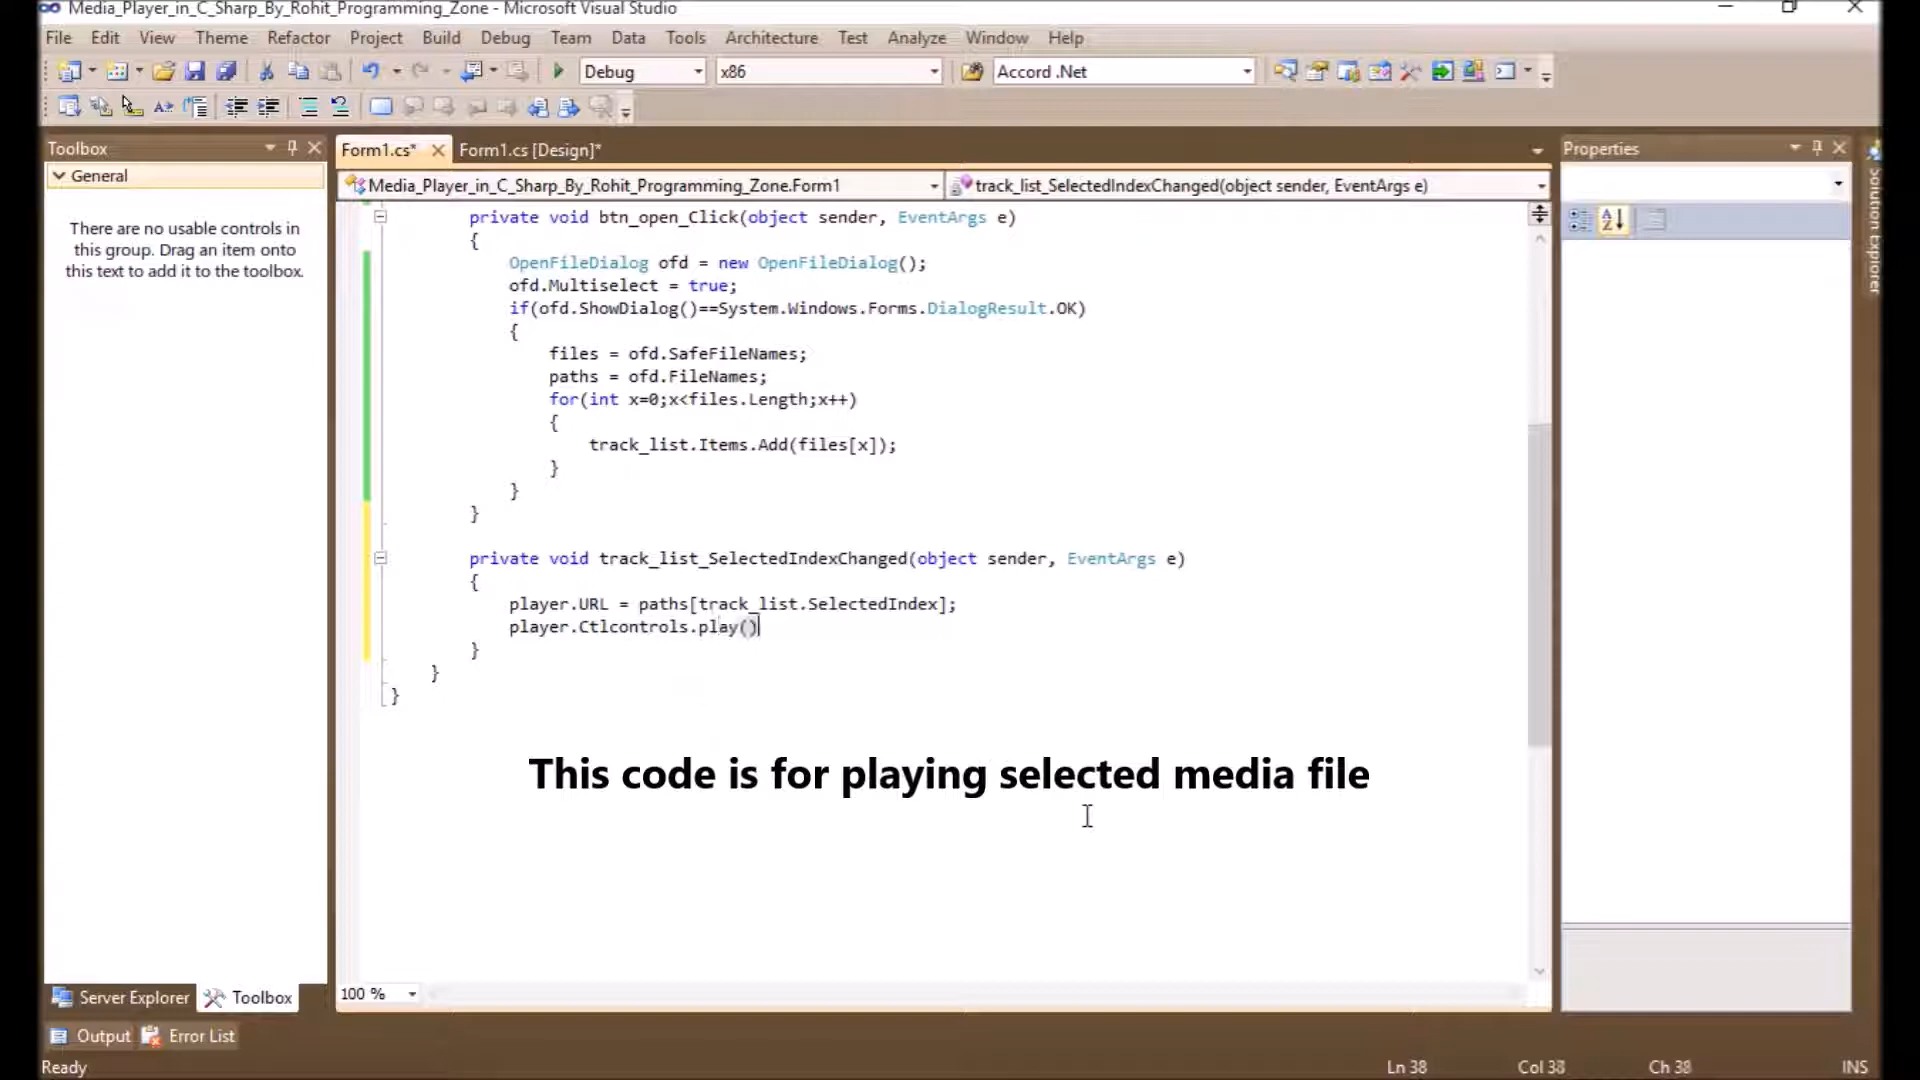 Media_Player_in_C_Sharp_By_Rohit_Programming_Zone - Microsoft Visual Studio
File Edit View Theme Refactor Project Build Debug Team Data Tools Architecture Test Analyze Window Help
Debug x86 Accord .Net
Toolbox
General
There are no usable controls in
this group. Drag an item onto
this text to add it to the toolbox.
Form1.cs* Form1.cs [Design]*
Media_Player_in_C_Sharp_By_Rohit_Programming_Zone.Form1 track_list_SelectedIndexChanged(object sender, EventArgs e)
private void btn_open_Click(object sender, EventArgs e)
{
OpenFileDialog ofd = new OpenFileDialog();
ofd.Multiselect = true;
if(ofd.ShowDialog()==System.Windows.Forms.DialogResult.OK)
{
files = ofd.SafeFileNames;
paths = ofd.FileNames;
for(int x=0;x<files.Length;x++)
{
track_list.Items.Add(files[x]);
}
}
}
private void track_list_SelectedIndexChanged(object sender, EventArgs e)
{
player.URL = paths[track_list.SelectedIndex];
player.Ctlcontrols.play()
}
}
}
This code is for playing selected media file
100 %
Properties
Solution Explorer
Server Explorer Toolbox
Output Error List
Ready Ln 38 Col 38 Ch 38 INS